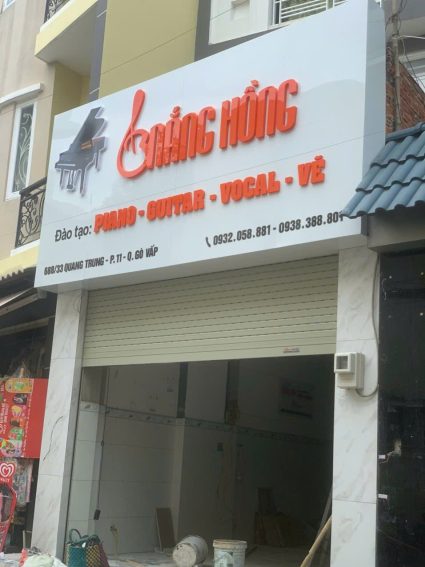 NẮNG HỒNG
Đào tạo: PIANO - GUITAR - VOCAL - VẼ
0932.058.881 - 0938.388.801
688/33 QUANG TRUNG - P. 11 - Q. GÒ VẤP